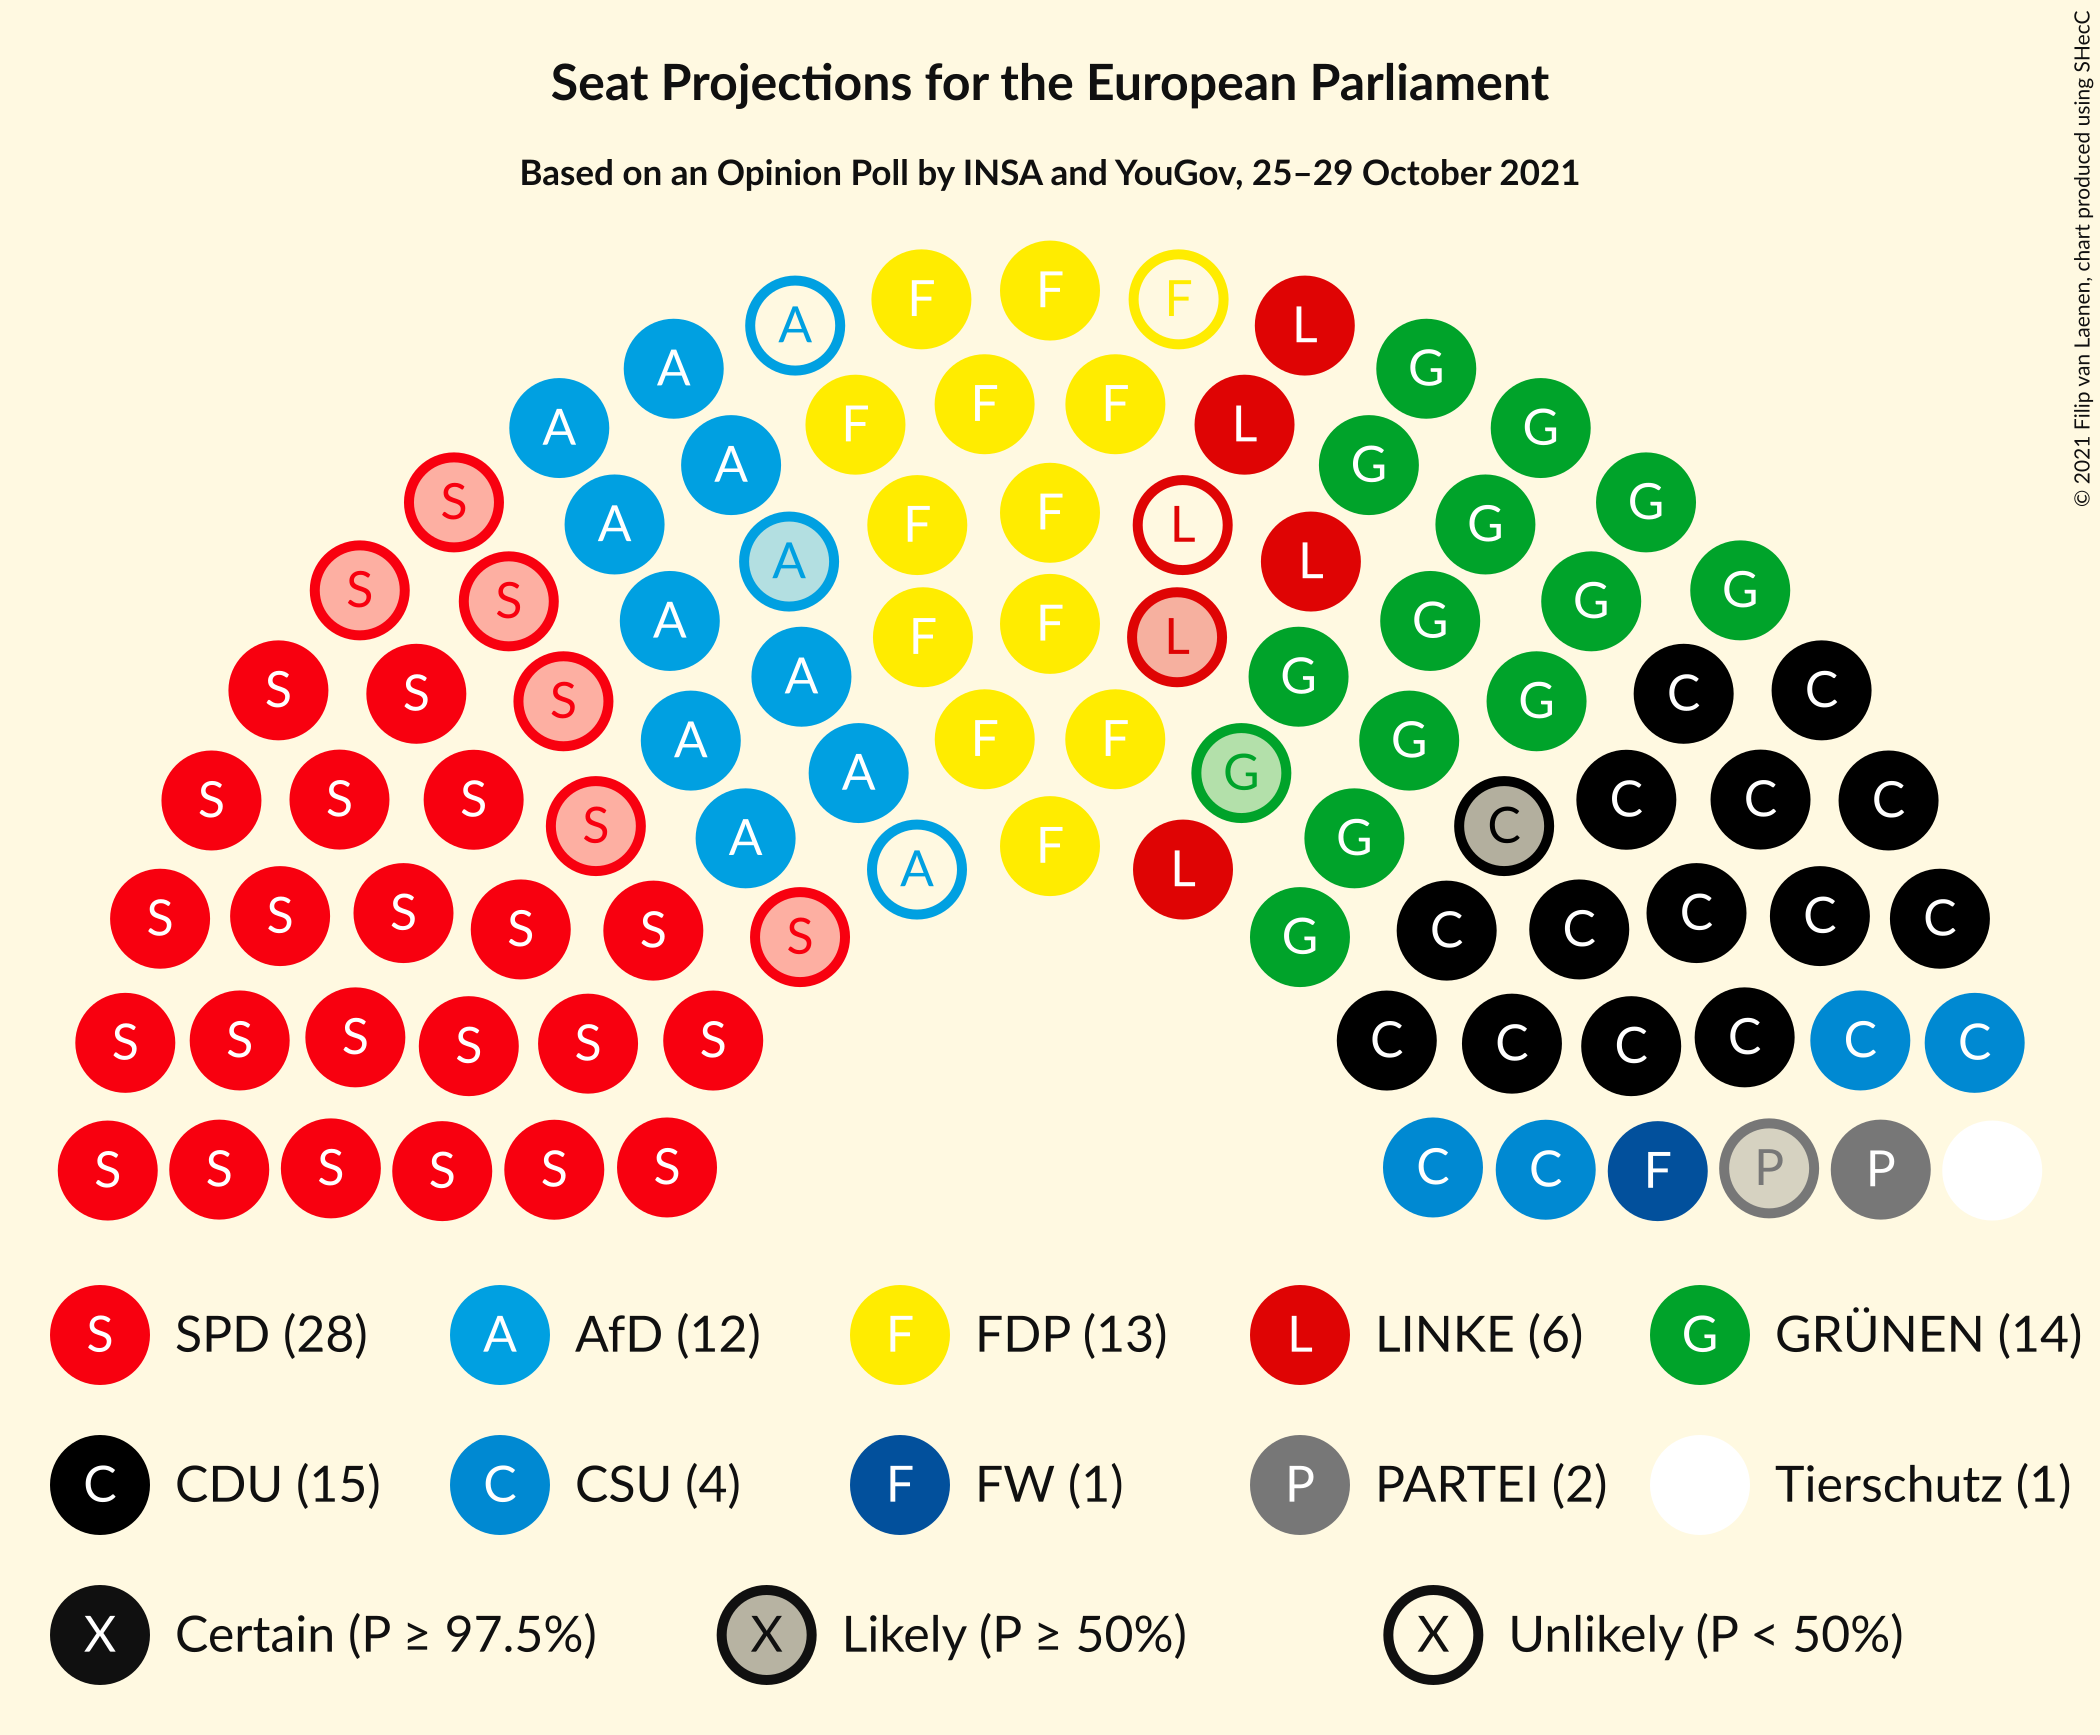 Seat Projections for the European Parliament
Based on an Opinion Poll by INSA and YouGov, 25–29 October 2021
© 2021 Filip van Laenen, chart produced using SHecC
F
A F F L
A G
F F F
A F L G
A A G G
S A F F L L G G
A
S S A F F L G G G
S S A A G G C C
S S A F F G G
S S S A G C C C
S A F L G C
S S S S S S A G C C C C C
S S S S S S C C C C C C
S S S S S S C C F P P
S SPD (28) A AfD (12) F FDP (13) L LINKE (6) G GRÜNEN (14)
C CDU (15) C CSU (4) F FW (1) P PARTEI (2) Tierschutz (1)
X Certain (P ≥ 97.5%) X Likely (P ≥ 50%) X Unlikely (P < 50%)